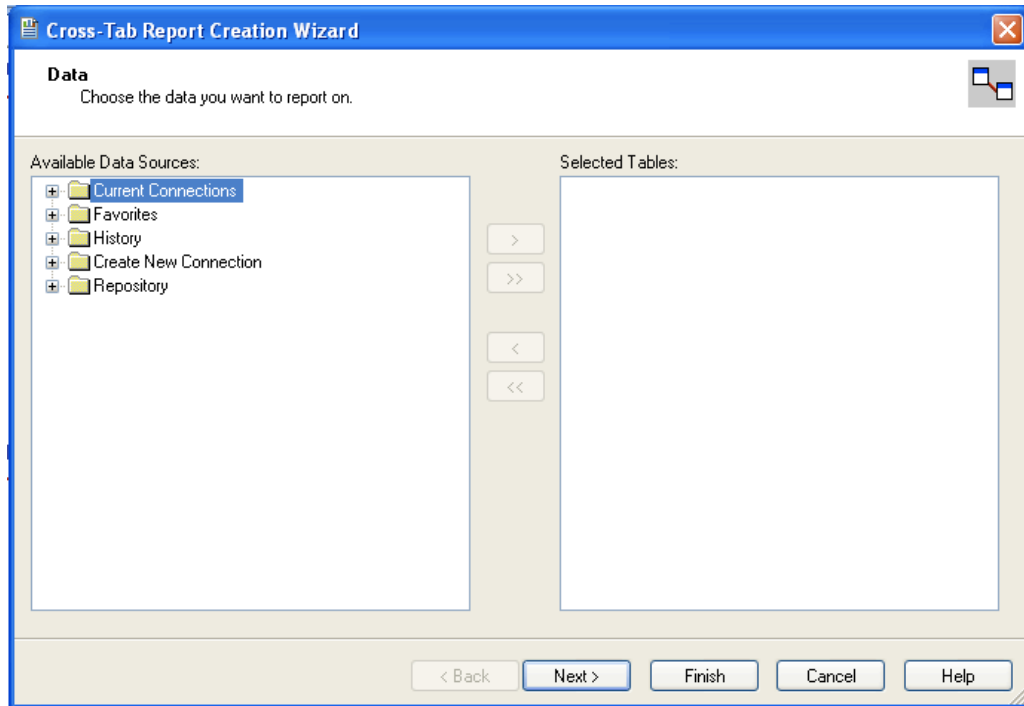 Cross-Tab Report Creation Wizard
Data
Choose the data you want to report on.
Available Data Sources:
Current Connections
Favorites
History
Create New Connection
Repository
>
>>
<
<<
Selected Tables:
< Back Next > Finish Cancel Help